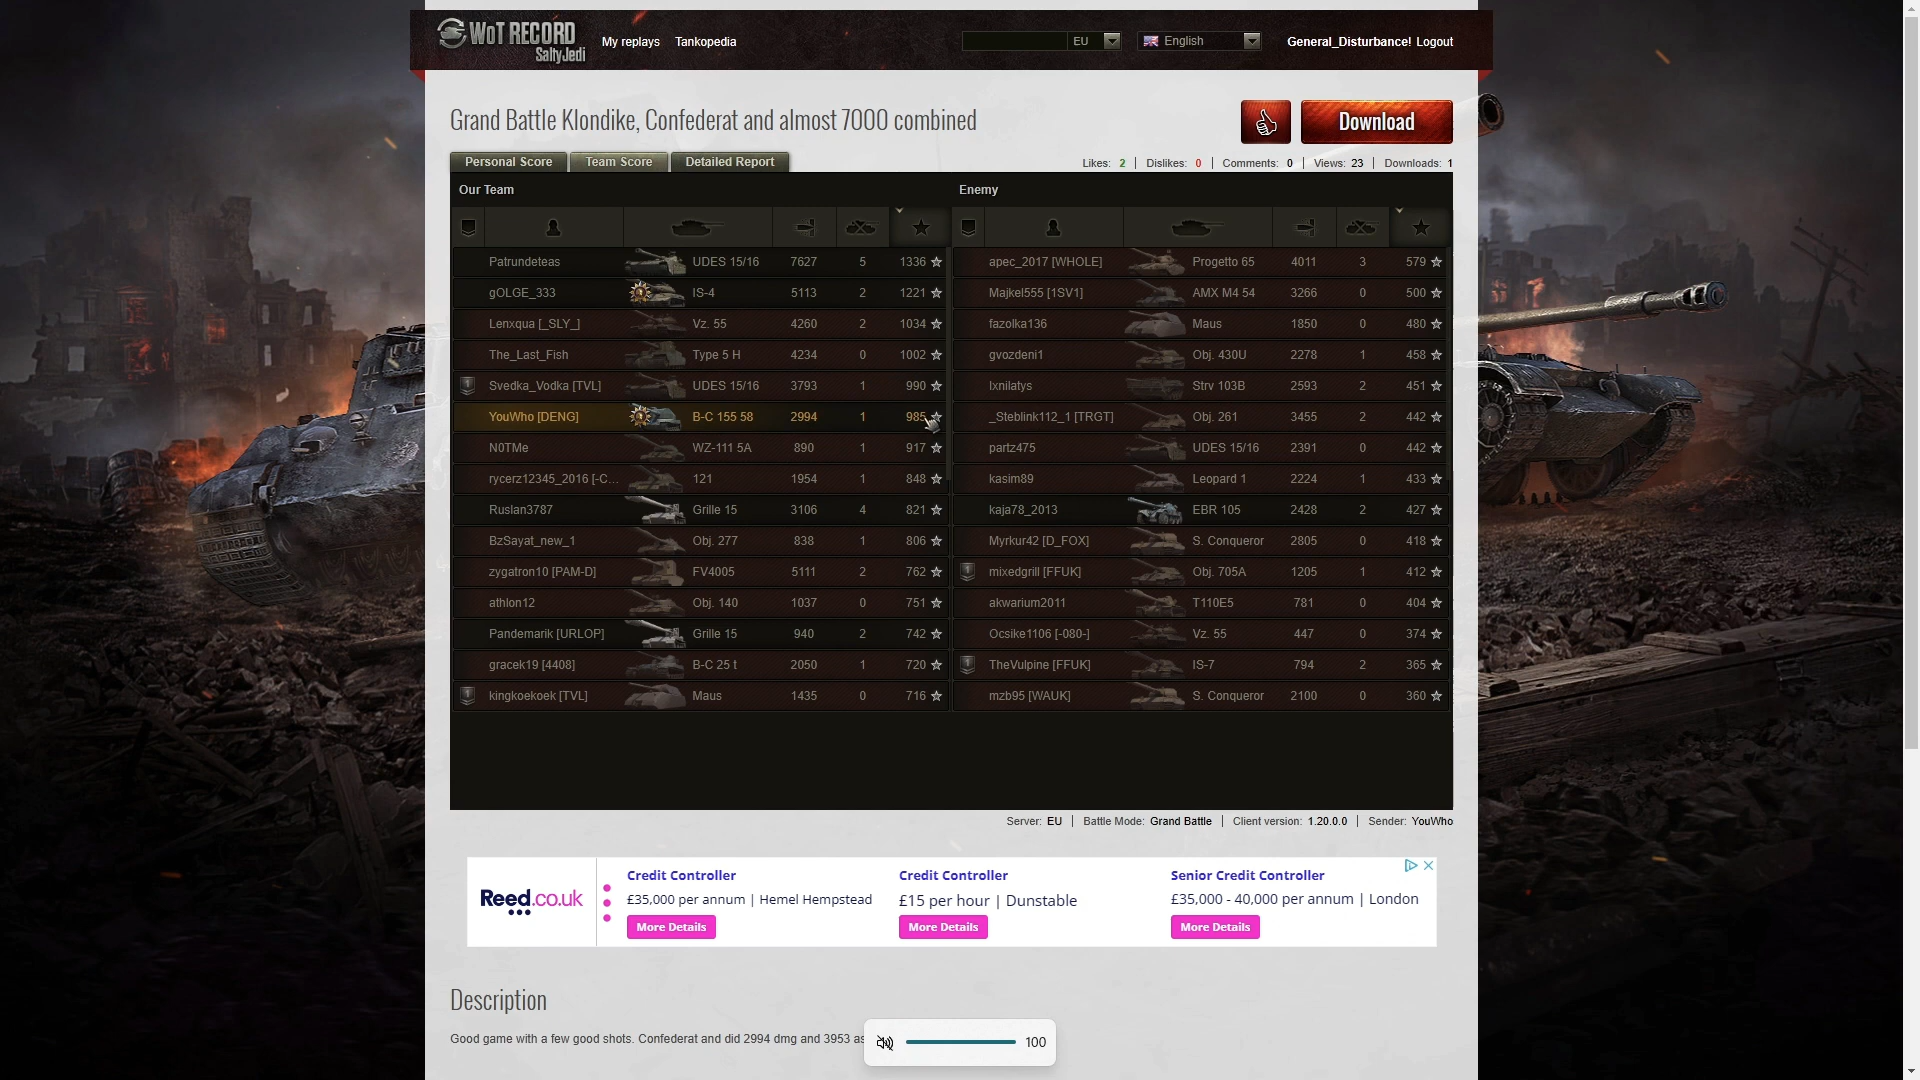 WOT RECORD
SaltyJedi
My replays
Tankopedia
EU
English
General_Disturbance! Logout
Grand Battle Klondike, Confederat and almost 7000 combined
Download
Personal Score
Team Score
Detailed Report
Likes: 2 | Dislikes: 0 | Comments: 0 | Views: 23 | Downloads: 1
Our Team
Enemy
Patrundeteas UDES 15/16 7627 5 1336
apec_2017 [WHOLE] Progetto 65 4011 3 579
gOLGE_333 IS-4 5113 2 1221
Majkel555 [1SV1] AMX M4 54 3266 0 500
Lenxqua [_SLY_] Vz. 55 4260 2 1034
fazolka136 Maus 1850 0 480
The_Last_Fish Type 5 H 4234 0 1002
gvozdeni1 Obj. 430U 2278 1 458
1 Svedka_Vodka [TVL] UDES 15/16 3793 1 990
lxnilatys Strv 103B 2593 2 451
YouWho [DENG] B-C 155 58 2994 1 985
_Steblink112_1 [TRGT] Obj. 261 3455 2 442
N0TMe WZ-111 5A 890 1 917
partz475 UDES 15/16 2391 0 442
rycerz12345_2016 [-C... 121 1954 1 848
kasim89 Leopard 1 2224 1 433
Ruslan3787 Grille 15 3106 4 821
kaja78_2013 EBR 105 2428 2 427
BzSayat_new_1 Obj. 277 838 1 806
Myrkur42 [D_FOX] S. Conqueror 2805 0 418
zygatron10 [PAM-D] FV4005 5111 2 762
1 mixedgrill [FFUK] Obj. 705A 1205 1 412
athlon12 Obj. 140 1037 0 751
akwarium2011 T110E5 781 0 404
Pandemarik [URLOP] Grille 15 940 2 742
Ocsike1106 [-080-] Vz. 55 447 0 374
gracek19 [4408] B-C 25 t 2050 1 720
1 TheVulpine [FFUK] IS-7 794 2 365
1 kingkoekoek [TVL] Maus 1435 0 716
mzb95 [WAUK] S. Conqueror 2100 0 360
Server: EU | Battle Mode: Grand Battle | Client version: 1.20.0.0 | Sender: YouWho
Reed.co.uk
Credit Controller
£35,000 per annum | Hemel Hempstead
More Details
Credit Controller
£15 per hour | Dunstable
More Details
Senior Credit Controller
£35,000 - 40,000 per annum | London
More Details
Description
Good game with a few good shots. Confederat and did 2994 dmg and 3953 as
100